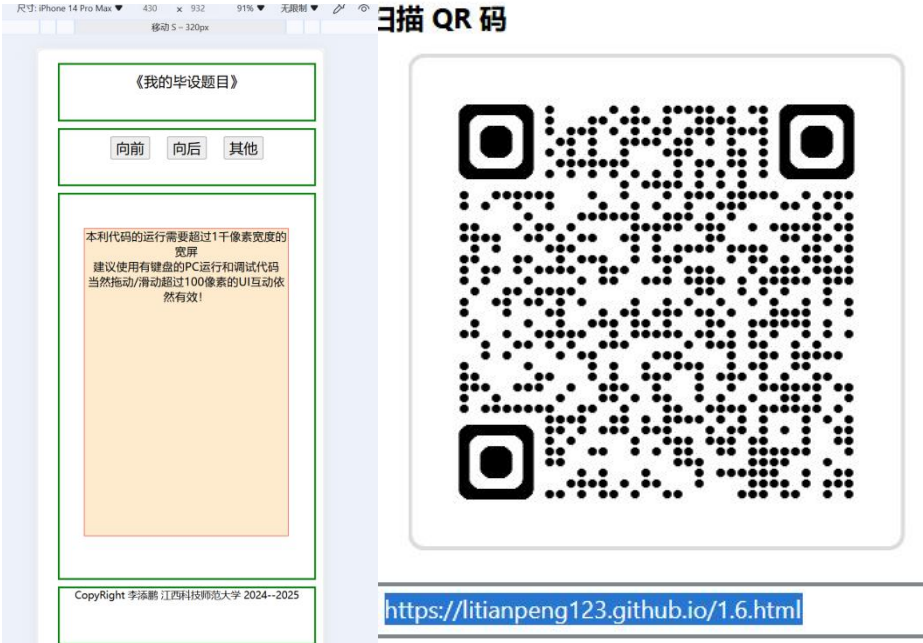 尺寸: iPhone 14 Pro Max ▼ 430 × 932 91% ▼ 无限制 ▼
移动 S – 320px
《我的毕设题目》
向前 向后 其他
本利代码的运行需要超过1千像素宽度的
宽屏
建议使用有键盘的PC运行和调试代码
当然拖动/滑动超过100像素的UI互动依
然有效!
CopyRight 李添鹏 江西科技师范大学 2024--2025
扫描 QR 码
https://litianpeng123.github.io/1.6.html